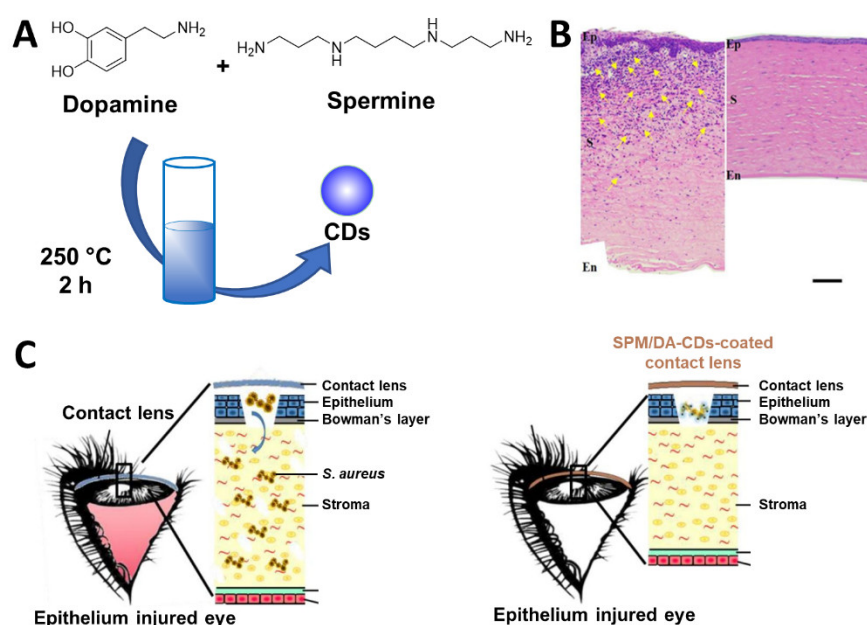 A
HO
HO
NH2
+
H2N
N
H
H
N
NH2
Dopamine
Spermine
250 °C
2 h
CDs
B
Ep
S
En
Ep
S
En
C
Contact lens
Contact lens
Epithelium
Bowman's layer
S. aureus
Stroma
Epithelium injured eye
SPM/DA-CDs-coated
contact lens
Contact lens
Epithelium
Bowman's layer
Stroma
Epithelium injured eye